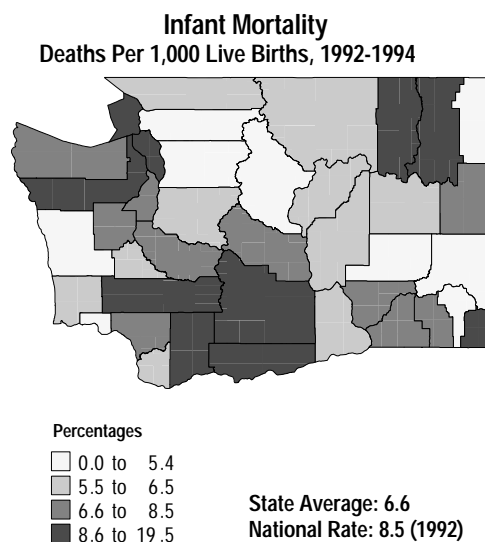 Infant Mortality
Deaths Per 1,000 Live Births, 1992-1994
Percentages
0.0 to 5.4
5.5 to 6.5
6.6 to 8.5
8.6 to 19.5
State Average: 6.6
National Rate: 8.5 (1992)